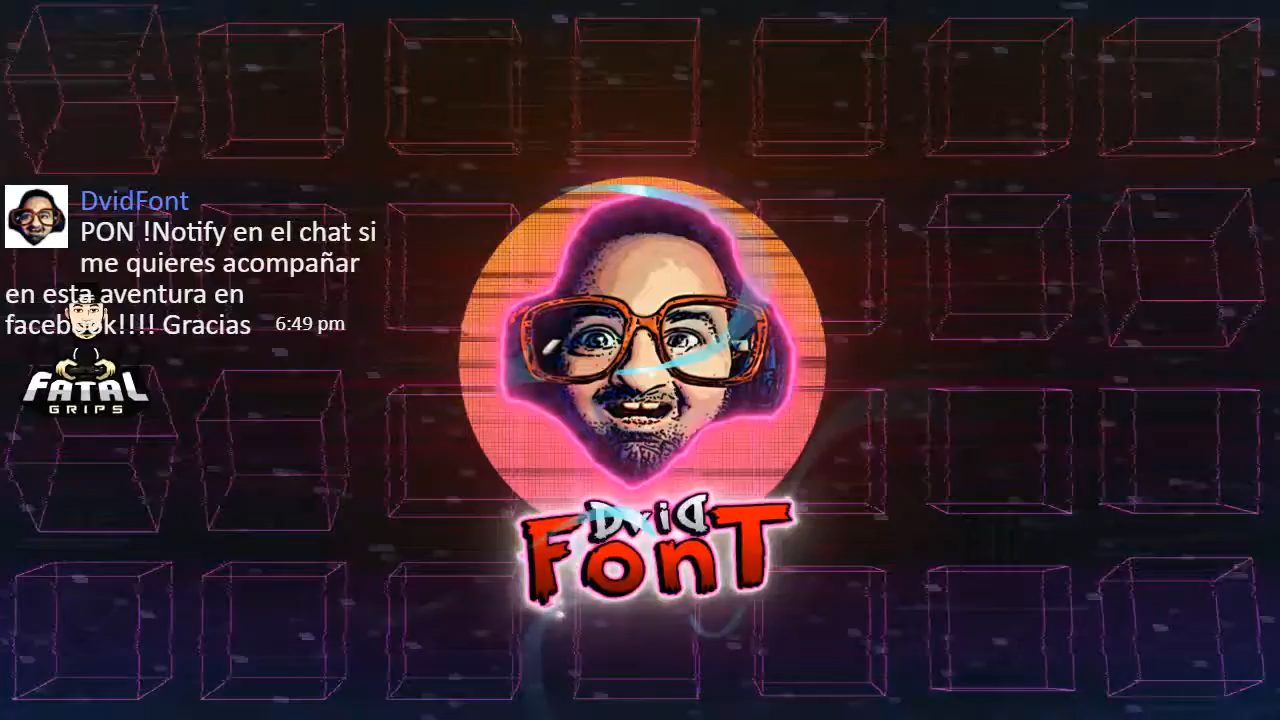 DvidFont
PON !Notify en el chat si
me quieres acompañar
en esta aventura en
facebook!!!! Gracias 6:49 pm
FATAL
GRIPS
DviD
FonT